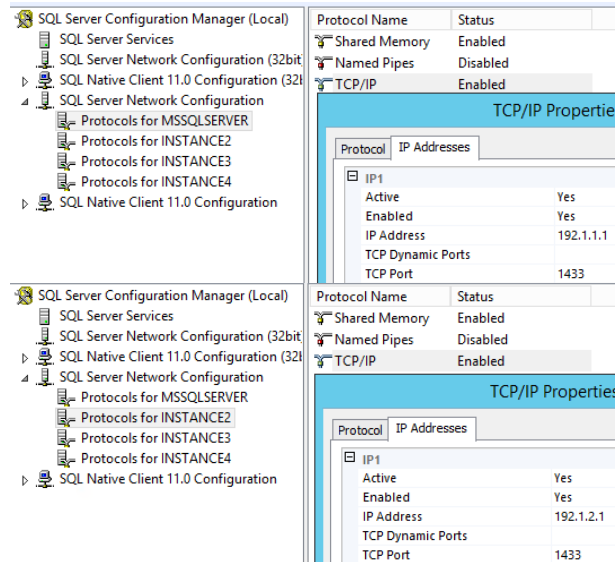 SQL Server Configuration Manager (Local)
SQL Server Services
SQL Server Network Configuration (32bit
SQL Native Client 11.0 Configuration (32b
SQL Server Network Configuration
Protocols for MSSQLSERVER
Protocols for INSTANCE2
Protocols for INSTANCE3
Protocols for INSTANCE4
SQL Native Client 11.0 Configuration
Protocol Name Status
Shared Memory Enabled
Named Pipes Disabled
TCP/IP Enabled
TCP/IP Propertie
Protocol IP Addresses
IP1
Active Yes
Enabled Yes
IP Address 192.1.1.1
TCP Dynamic Ports
TCP Port 1433
SQL Server Configuration Manager (Local)
SQL Server Services
SQL Server Network Configuration (32bit
SQL Native Client 11.0 Configuration (32b
SQL Server Network Configuration
Protocols for MSSQLSERVER
Protocols for INSTANCE2
Protocols for INSTANCE3
Protocols for INSTANCE4
SQL Native Client 11.0 Configuration
Protocol Name Status
Shared Memory Enabled
Named Pipes Disabled
TCP/IP Enabled
TCP/IP Properties
Protocol IP Addresses
IP1
Active Yes
Enabled Yes
IP Address 192.1.2.1
TCP Dynamic Ports
TCP Port 1433